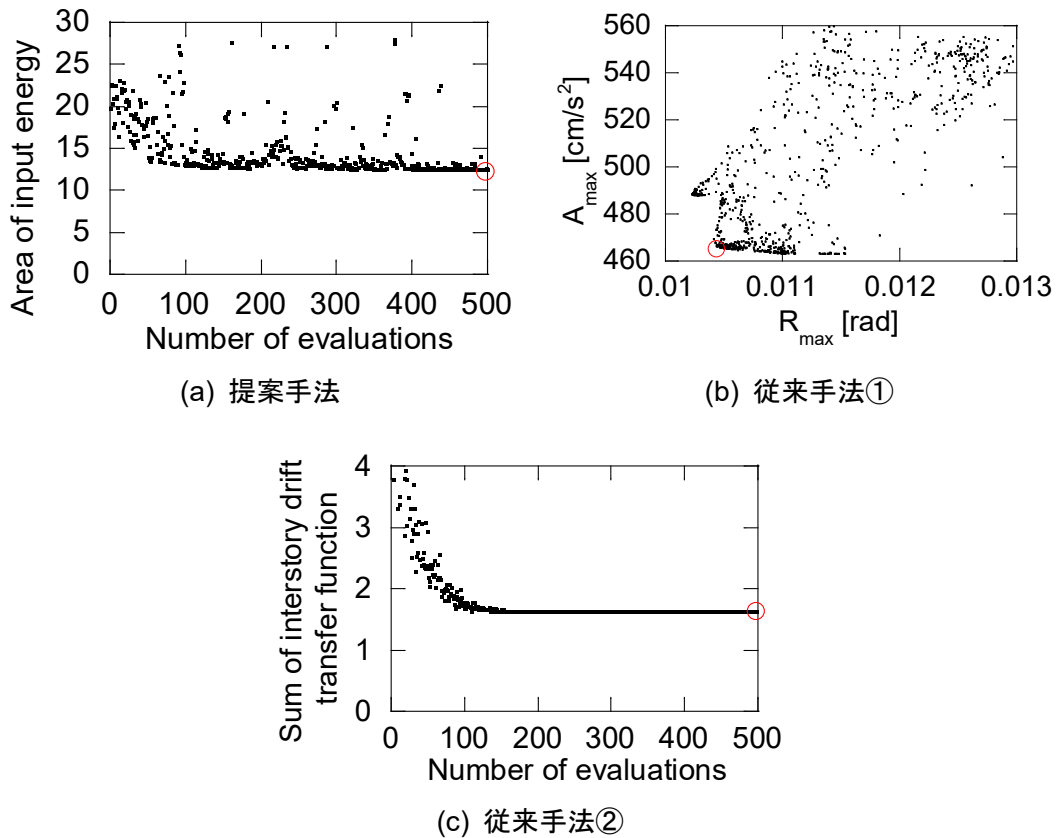 30
25
20
15
10
5
0
Area of input energy
0 100 200 300 400 500
Number of evaluations
(a) 提案手法
560
540
520
500
480
460
A_max [cm/s²]
0.01 0.011 0.012 0.013
R_max [rad]
(b) 従来手法①
4
3
2
1
0
Sum of interstory drift
transfer function
0 100 200 300 400 500
Number of evaluations
(c) 従来手法②